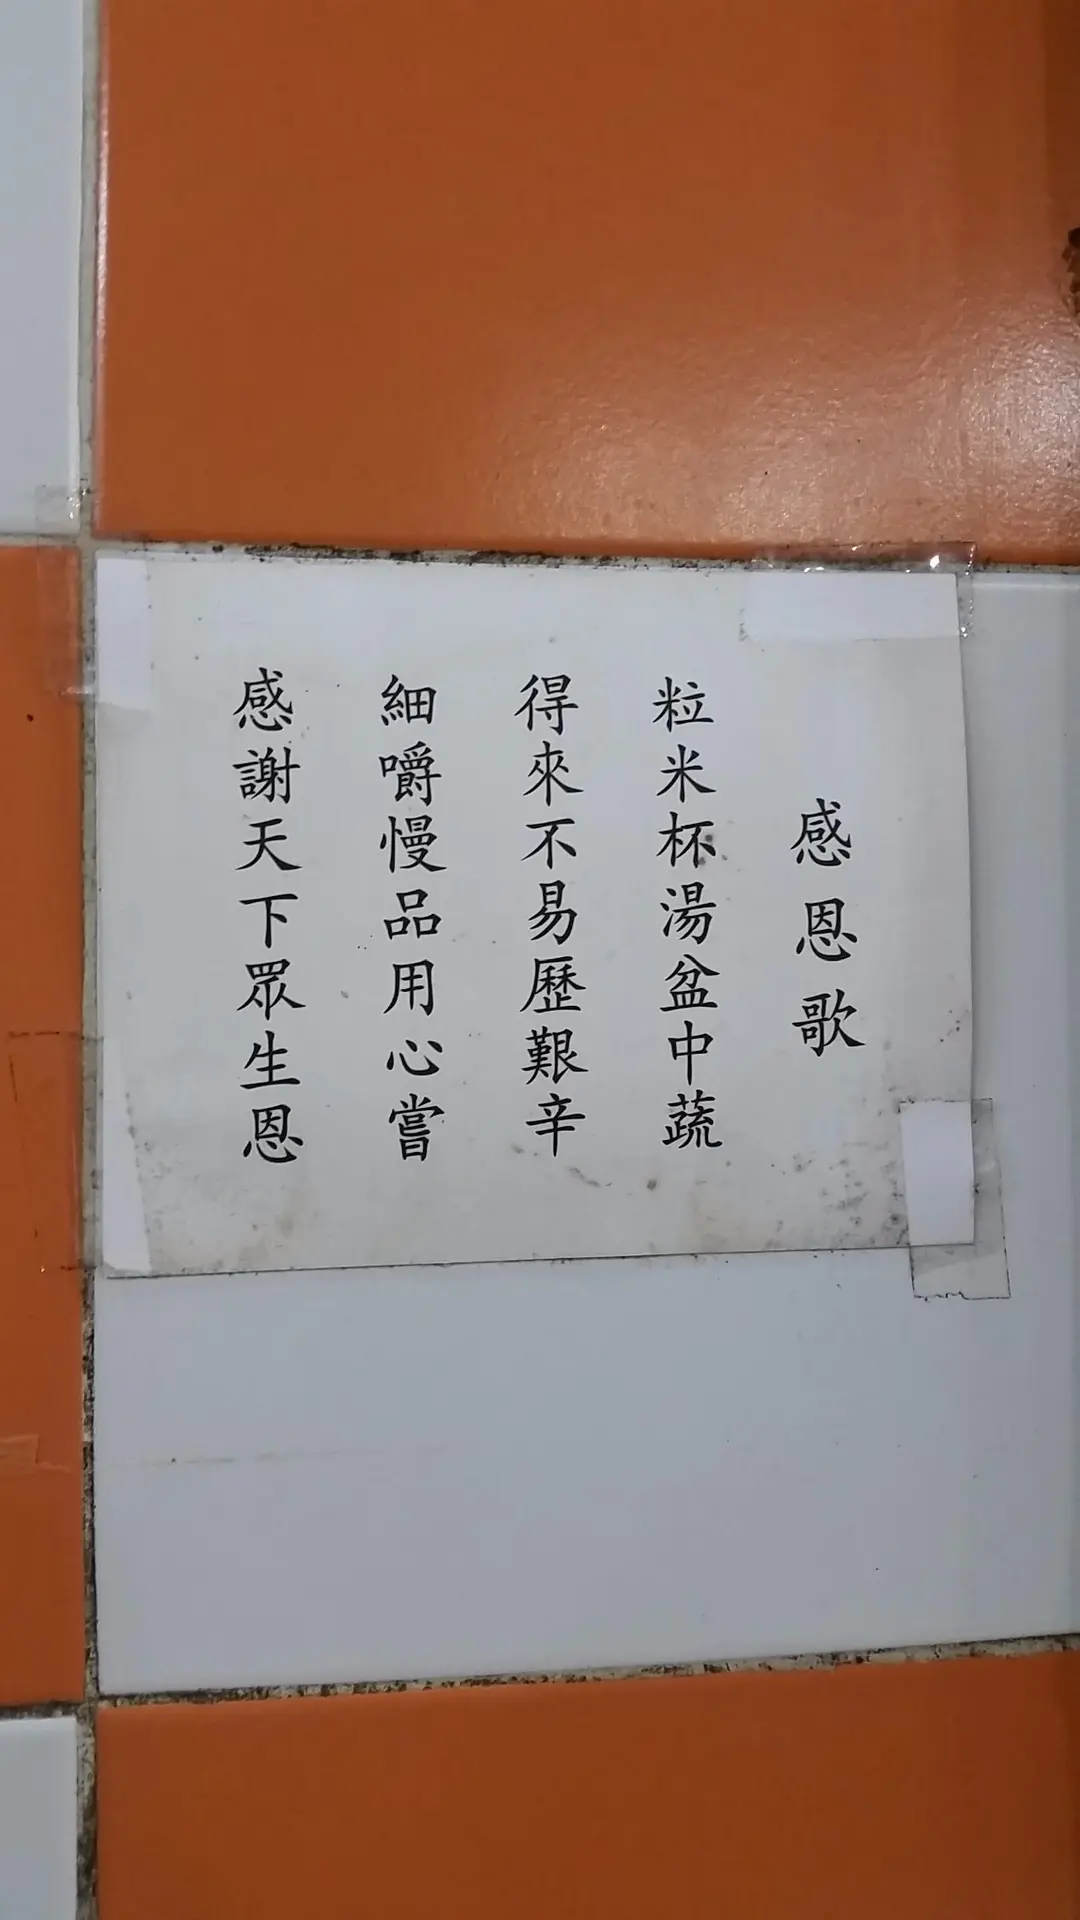 感恩歌
粒米杯湯盆中蔬
得來不易歷艱辛
細嚼慢品用心嘗
感謝天下眾生恩